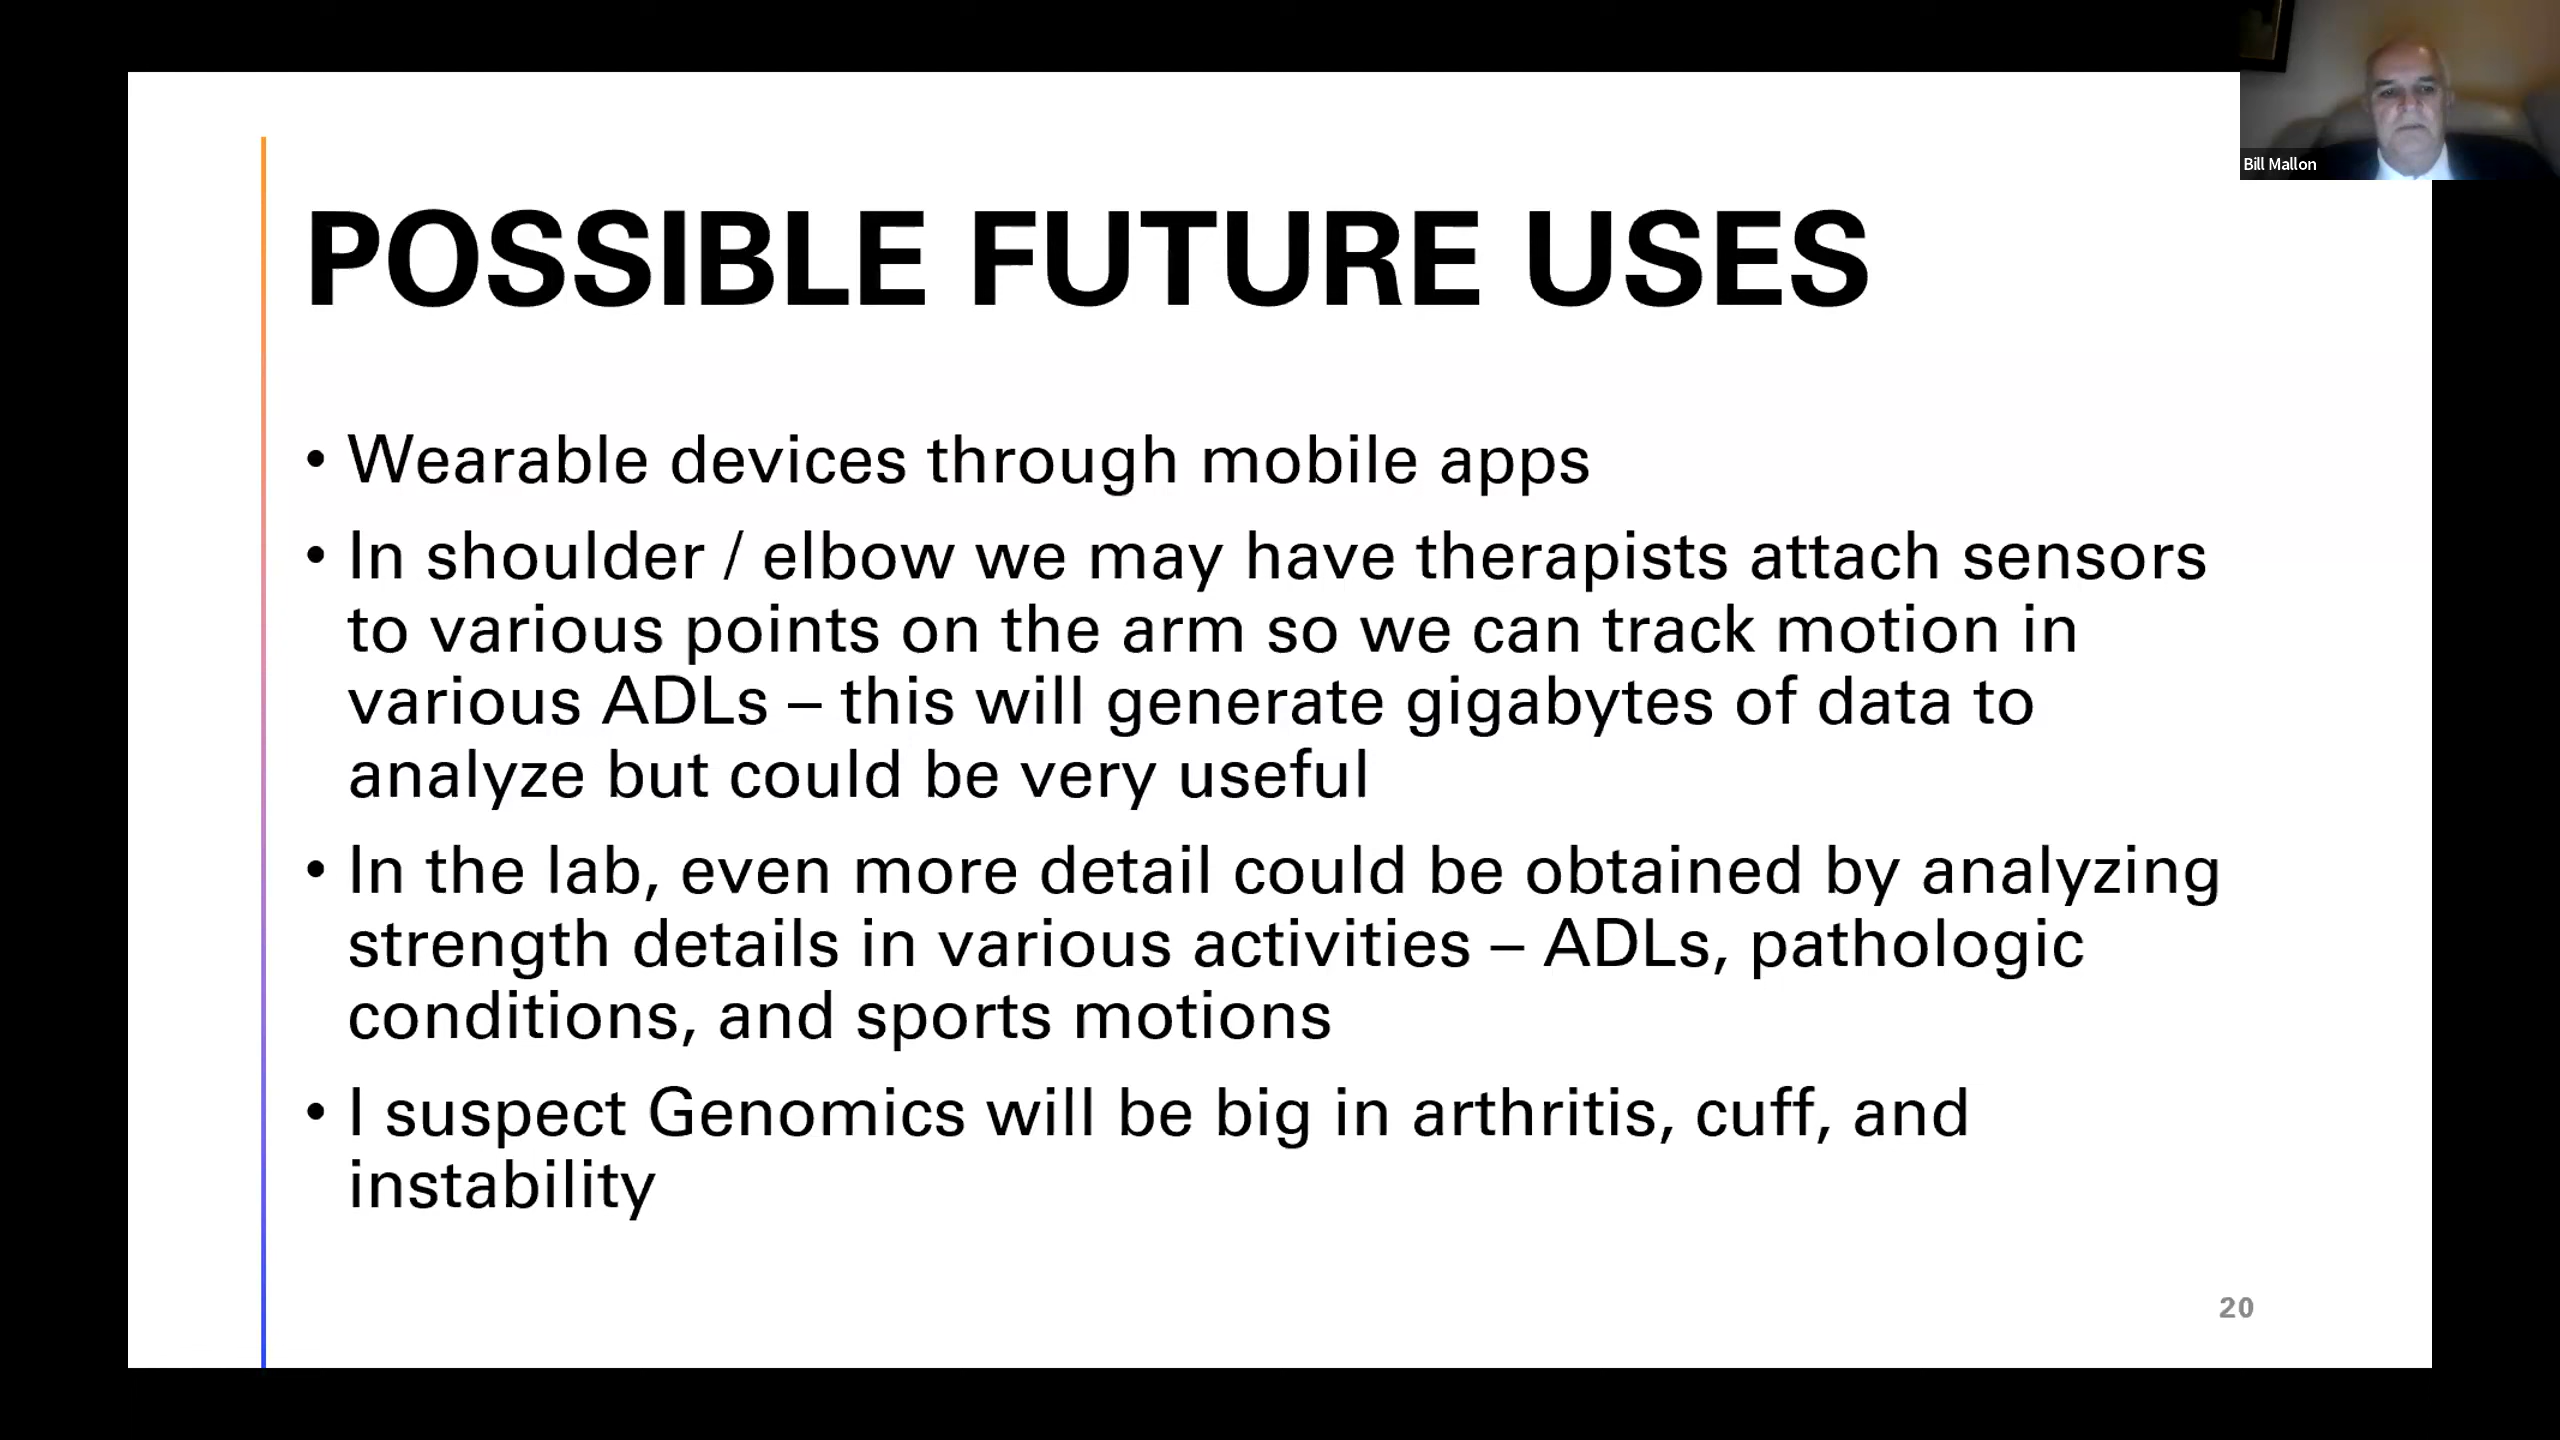 Bill Mallon
POSSIBLE FUTURE USES
• Wearable devices through mobile apps
• In shoulder / elbow we may have therapists attach sensors
to various points on the arm so we can track motion in
various ADLs – this will generate gigabytes of data to
analyze but could be very useful
• In the lab, even more detail could be obtained by analyzing
strength details in various activities – ADLs, pathologic
conditions, and sports motions
• I suspect Genomics will be big in arthritis, cuff, and
instability
20